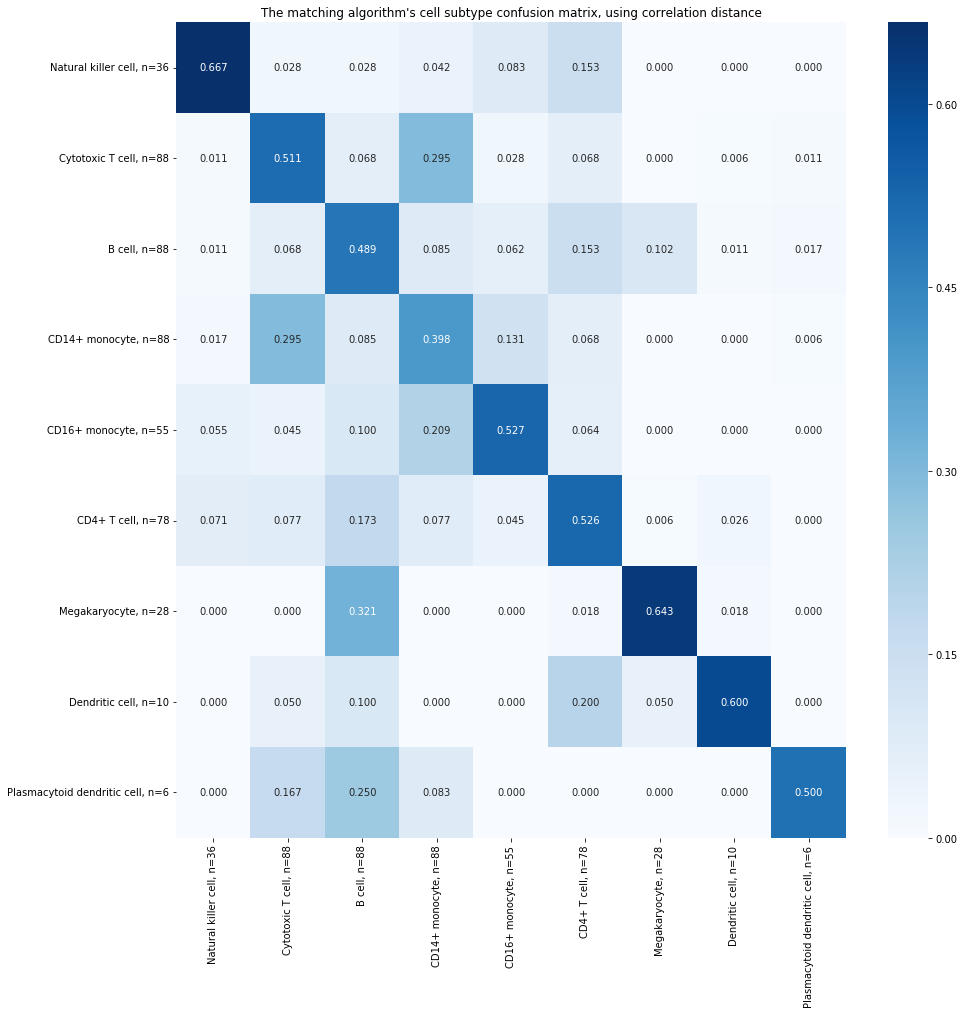 The matching algorithm's cell subtype confusion matrix, using correlation distance
Natural killer cell, n=36 0.667 0.028 0.028 0.042 0.083 0.153 0.000 0.000 0.000
Cytotoxic T cell, n=88 0.011 0.511 0.068 0.295 0.028 0.068 0.000 0.006 0.011
B cell, n=88 0.011 0.068 0.489 0.085 0.062 0.153 0.102 0.011 0.017
CD14+ monocyte, n=88 0.017 0.295 0.085 0.398 0.131 0.068 0.000 0.000 0.006
CD16+ monocyte, n=55 0.055 0.045 0.100 0.209 0.527 0.064 0.000 0.000 0.000
CD4+ T cell, n=78 0.071 0.077 0.173 0.077 0.045 0.526 0.006 0.026 0.000
Megakaryocyte, n=28 0.000 0.000 0.321 0.000 0.000 0.018 0.643 0.018 0.000
Dendritic cell, n=10 0.000 0.050 0.100 0.000 0.000 0.200 0.050 0.600 0.000
Plasmacytoid dendritic cell, n=6 0.000 0.167 0.250 0.083 0.000 0.000 0.000 0.000 0.500
Natural killer cell, n=36
Cytotoxic T cell, n=88
B cell, n=88
CD14+ monocyte, n=88
CD16+ monocyte, n=55
CD4+ T cell, n=78
Megakaryocyte, n=28
Dendritic cell, n=10
Plasmacytoid dendritic cell, n=6
0.60
0.45
0.30
0.15
0.00